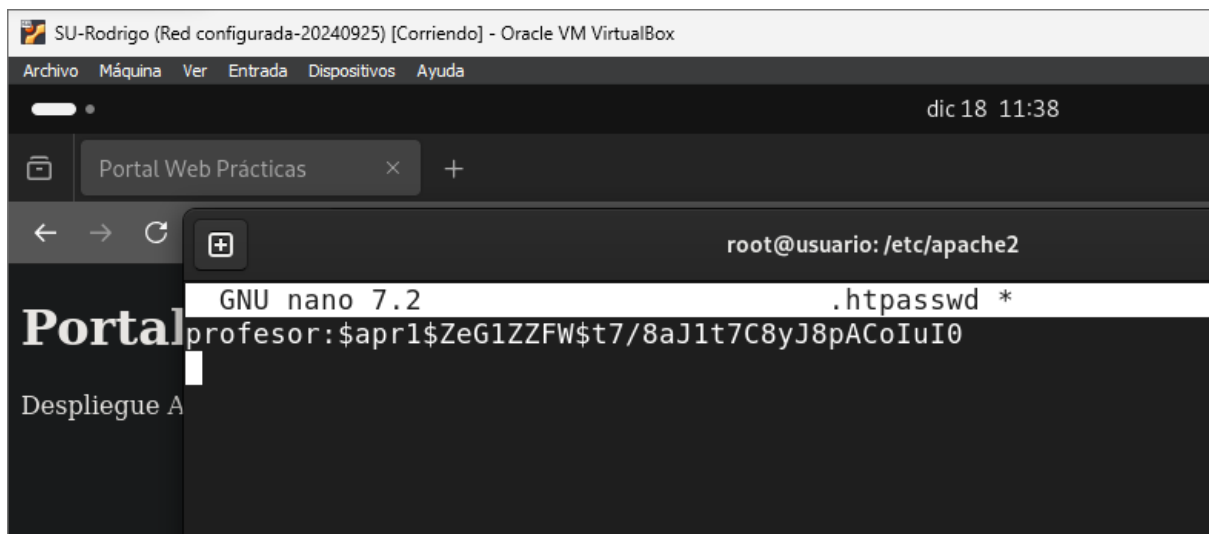 SU-Rodrigo (Red configurada-20240925) [Corriendo] - Oracle VM VirtualBox
Archivo Máquina Ver Entrada Dispositivos Ayuda
dic 18 11:38
Portal Web Prácticas
root@usuario: /etc/apache2
GNU nano 7.2 .htpasswd *
Portal
profesor:$apr1$ZeG1ZZFW$t7/8aJ1t7C8yJ8pACoIuI0
Despliegue A